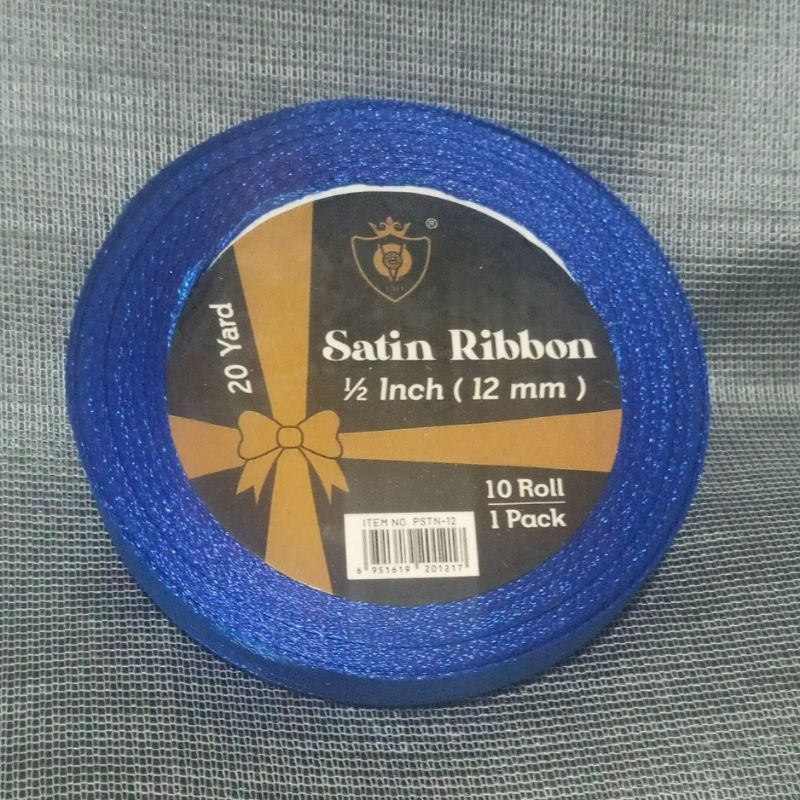 ®
Satin Ribbon
½ Inch ( 12 mm )
20 Yard
10 Roll
1 Pack
ITEM NO. PSTN-12
6 951619 201217